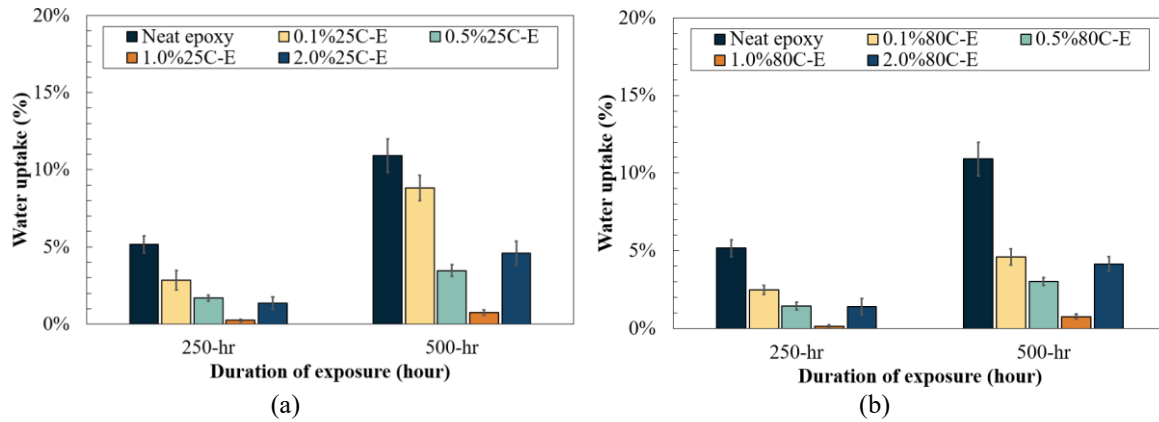 20%
15%
10%
5%
0%
Water uptake (%)
Neat epoxy 0.1%25C-E 0.5%25C-E
1.0%25C-E 2.0%25C-E
250-hr 500-hr
Duration of exposure (hour)
(a)
20%
15%
10%
5%
0%
Water uptake (%)
Neat epoxy 0.1%80C-E 0.5%80C-E
1.0%80C-E 2.0%80C-E
250-hr 500-hr
Duration of exposure (hour)
(b)